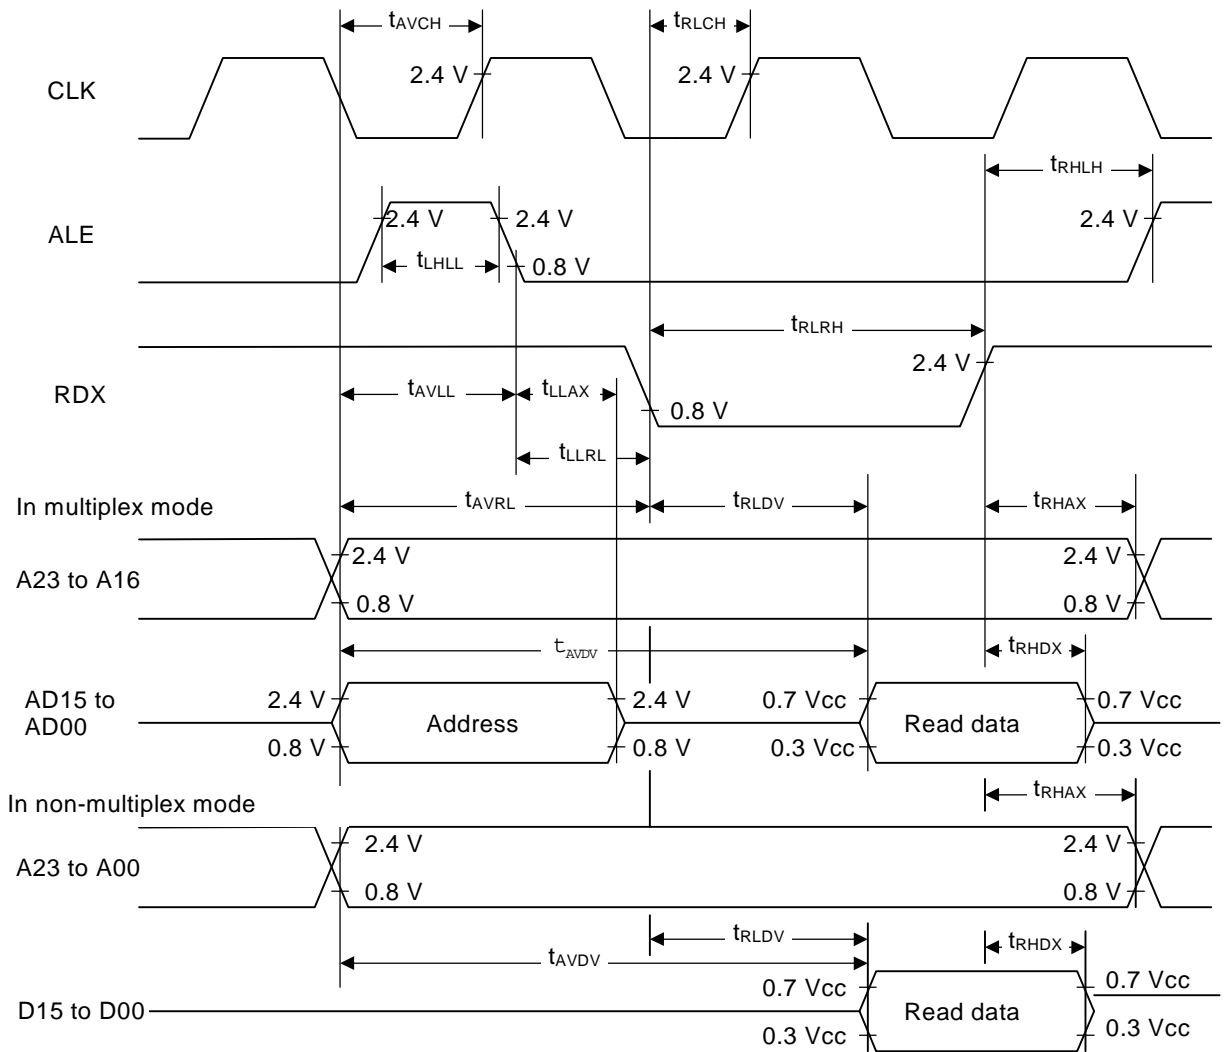 tAVCH
tRLCH
CLK
2.4 V
2.4 V
tRHLH
ALE
2.4 V
2.4 V
2.4 V
tLHLL
0.8 V
tRLRH
RDX
2.4 V
tAVLL
tLLAX
0.8 V
tLLRL
In multiplex mode
tAVRL
tRLDV
tRHAX
A23 to A16
2.4 V
2.4 V
0.8 V
0.8 V
tAVDV
tRHDX
AD15 to
AD00
2.4 V
Address
2.4 V
0.7 Vcc
Read data
0.7 Vcc
0.8 V
0.8 V
0.3 Vcc
0.3 Vcc
In non-multiplex mode
tRHAX
A23 to A00
2.4 V
2.4 V
0.8 V
0.8 V
tRLDV
tRHDX
tAVDV
0.7 Vcc
0.7 Vcc
D15 to D00
Read data
0.3 Vcc
0.3 Vcc